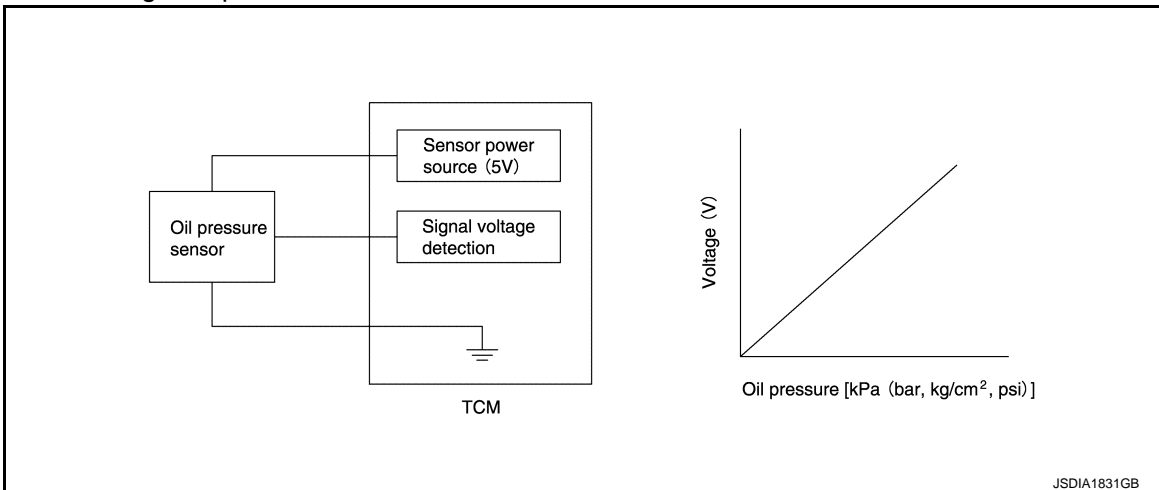 Sensor power
source (5V)
Oil pressure
sensor
Signal voltage
detection
TCM
Voltage (V)
Oil pressure [kPa (bar, kg/cm², psi)]
JSDIA1831GB